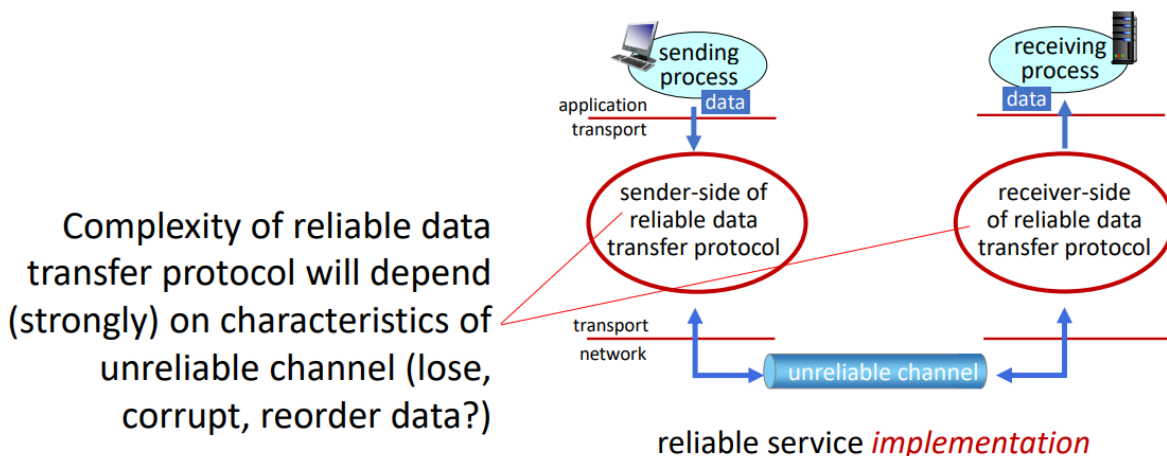 Complexity of reliable data
transfer protocol will depend
(strongly) on characteristics of
unreliable channel (lose,
corrupt, reorder data?)
sending
process
data
application
transport
sender-side of
reliable data
transfer protocol
transport
network
unreliable channel
receiving
process
data
receiver-side
of reliable data
transfer protocol
reliable service implementation